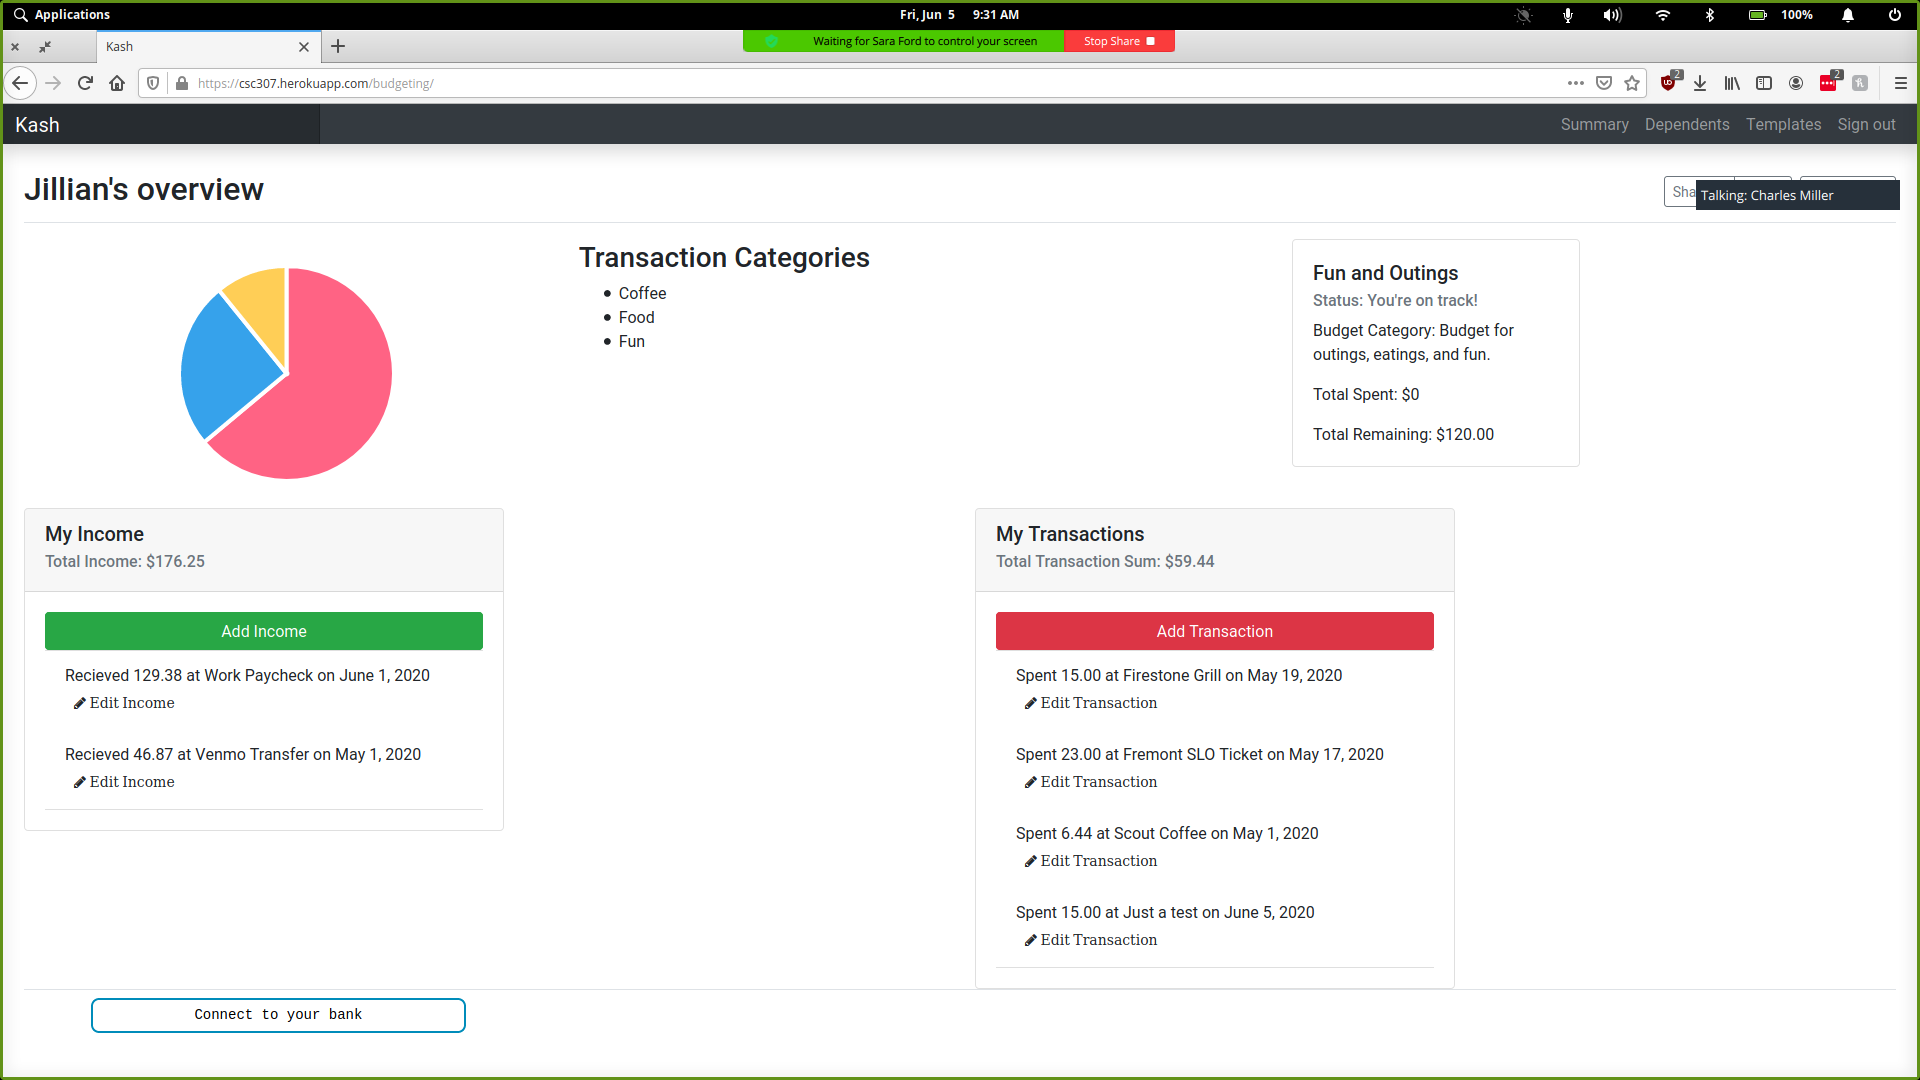 Applications
Fri, Jun 5 9:31 AM
100%
Kash
Waiting for Sara Ford to control your screen
Stop Share
https://csc307.herokuapp.com/budgeting/
2
2
Kash
Summary Dependents Templates Sign out
Jillian's overview
Sha
Talking: Charles Miller
Transaction Categories
Coffee
Food
Fun
Fun and Outings
Status: You're on track!
Budget Category: Budget for
outings, eatings, and fun.
Total Spent: $0
Total Remaining: $120.00
My Income
Total Income: $176.25
Add Income
Recieved 129.38 at Work Paycheck on June 1, 2020
Edit Income
Recieved 46.87 at Venmo Transfer on May 1, 2020
Edit Income
My Transactions
Total Transaction Sum: $59.44
Add Transaction
Spent 15.00 at Firestone Grill on May 19, 2020
Edit Transaction
Spent 23.00 at Fremont SLO Ticket on May 17, 2020
Edit Transaction
Spent 6.44 at Scout Coffee on May 1, 2020
Edit Transaction
Spent 15.00 at Just a test on June 5, 2020
Edit Transaction
Connect to your bank